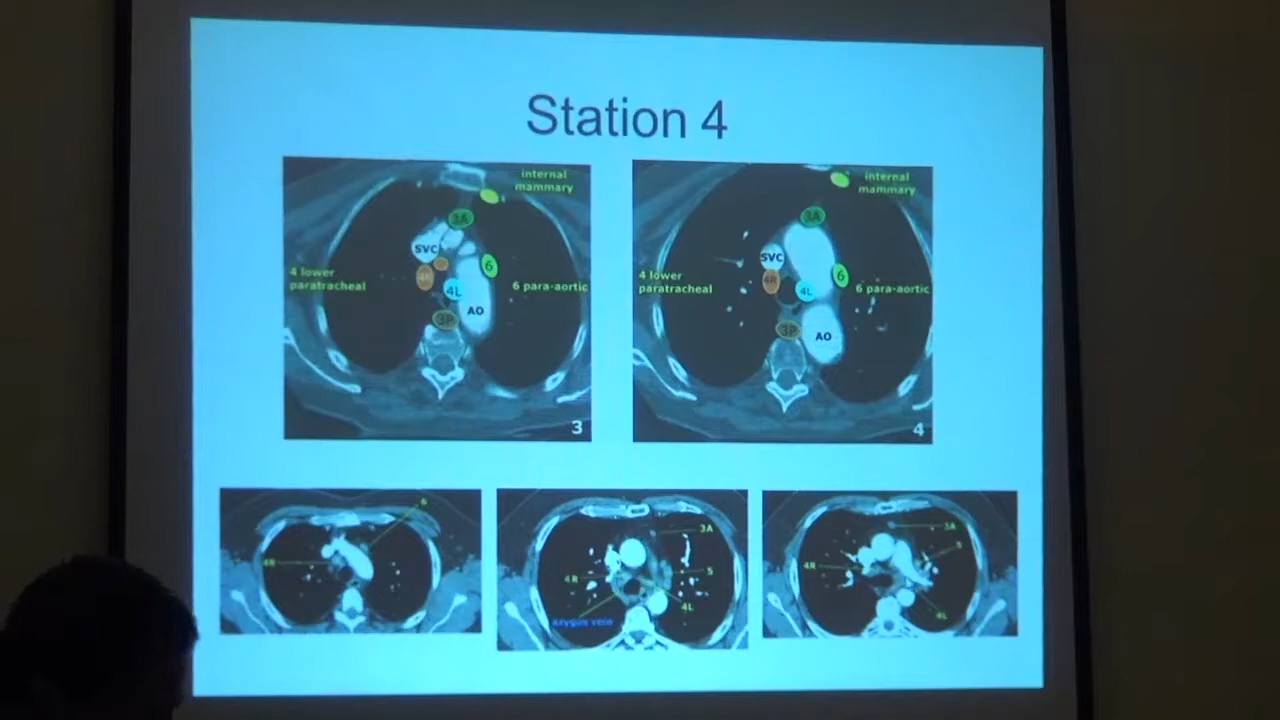 Station 4
internal
mammary
3A
SVC
4R
6
4 lower
paratracheal
4L
6 para-aortic
AO
3P
3
internal
mammary
3A
SVC
6
4 lower
paratracheal
4R
4L
6 para-aortic
3P
AO
4
6
4R
3A
4R
5
4L
azygos vein
3A
5
4R
4L